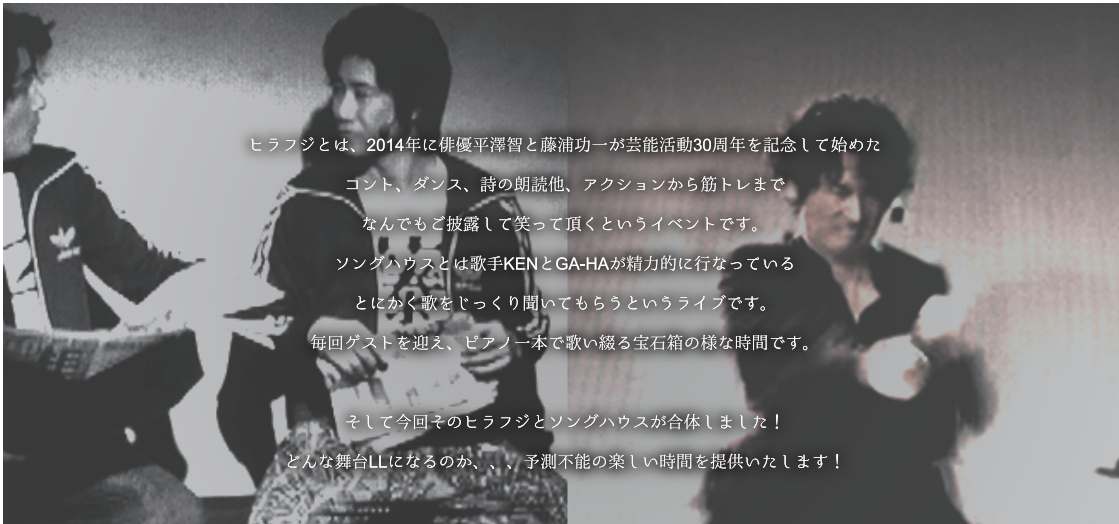 ヒラフジとは、2014年に俳優平澤智と藤浦功一が芸能活動30周年を記念して始めた
コント、ダンス、詩の朗読他、アクションから筋トレまで
なんでもご披露して笑って頂くというイベントです。
ソングハウスとは歌手KENとGA-HAが精力的に行なっている
とにかく歌をじっくり聞いてもらうというライブです。
毎回ゲストを迎え、ピアノ一本で歌い綴る宝石箱の様な時間です。
そして今回そのヒラフジとソングハウスが合体しました！
どんな舞台LLになるのか、、、予測不能の楽しい時間を提供いたします！